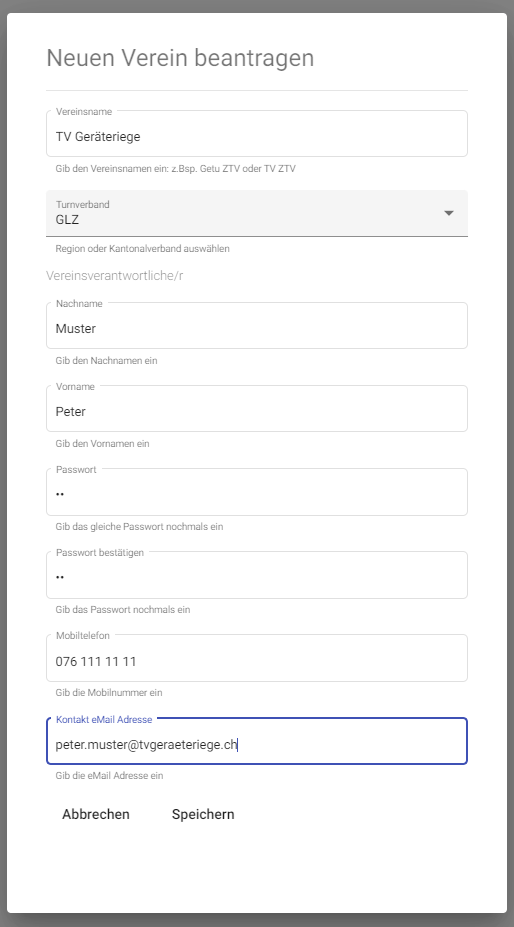 Neuen Verein beantragen
Vereinsname
TV Geräteriege
Gib den Vereinsnamen ein: z.Bsp. Getu ZTV oder TV ZTV
Turnverband
GLZ
Region oder Kantonalverband auswählen
Vereinsverantwortliche/r
Nachname
Muster
Gib den Nachnamen ein
Vorname
Peter
Gib den Vornamen ein
Passwort
••
Gib das gleiche Passwort nochmals ein
Passwort bestätigen
••
Gib das Passwort nochmals ein
Mobiltelefon
076 111 11 11
Gib die Mobilnummer ein
Kontakt eMail Adresse
peter.muster@tvgeraeteriege.ch
Gib die eMail Adresse ein
Abbrechen Speichern